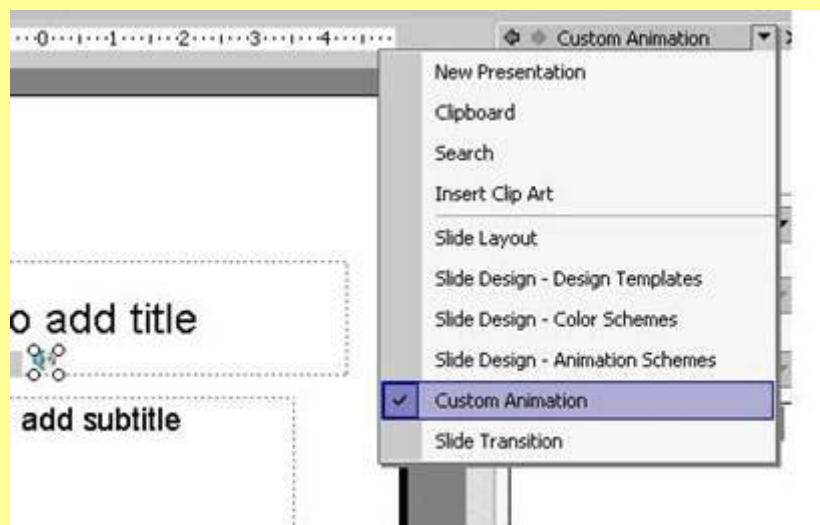 0 1 2 3 4
Custom Animation
New Presentation
Clipboard
Search
Insert Clip Art
Slide Layout
Slide Design - Design Templates
Slide Design - Color Schemes
Slide Design - Animation Schemes
Custom Animation
Slide Transition
o add title
add subtitle